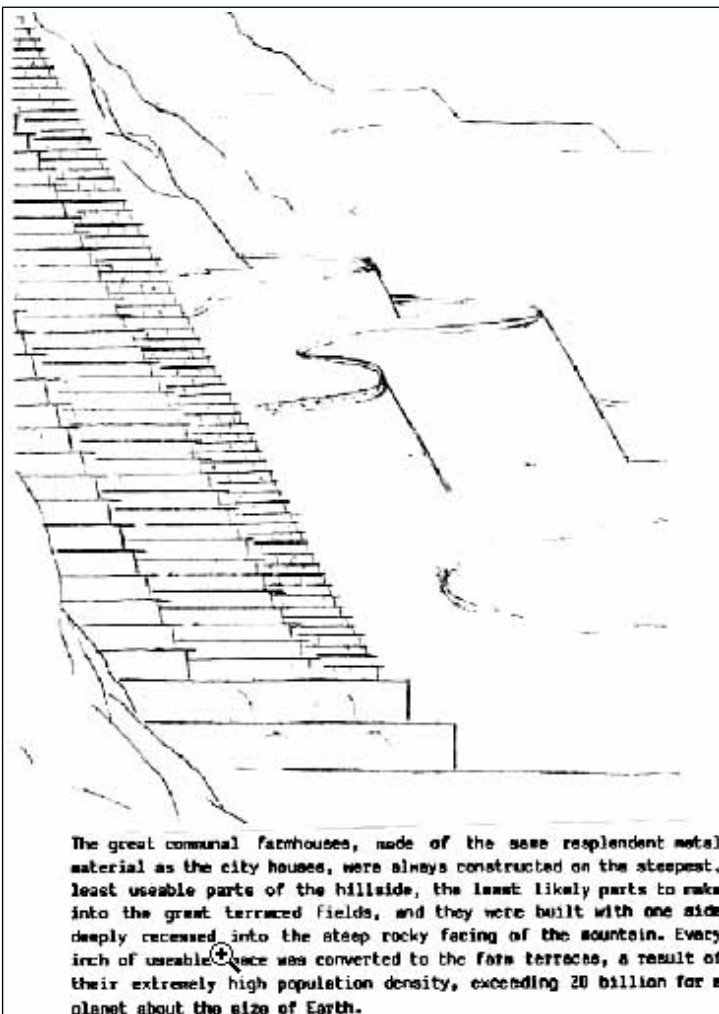 The great communal farmhouses, made of the same resplendent metal
material as the city houses, were always constructed on the steepest,
least useable parts of the hillside, the least likely parts to make
into the great terraced fields, and they were built with one side
deeply recessed into the steep rocky facing of the mountain. Every
inch of useable was converted to the farm terraces, a result of
their extremely high population density, exceeding 20 billion for a
planet about the size of Earth.